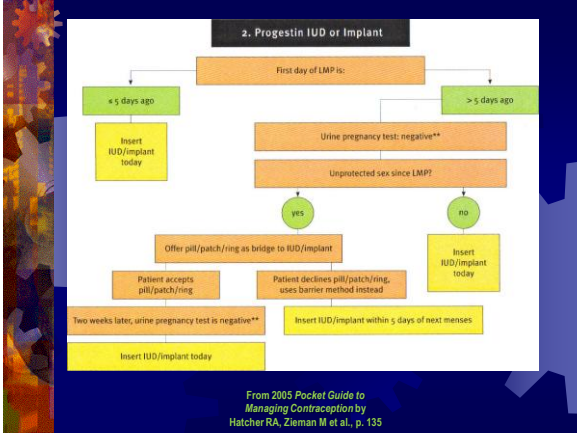 2. Progestin IUD or Implant
First day of LMP is:
≤ 5 days ago
> 5 days ago
Insert
IUD/implant
today
Urine pregnancy test: negative**
Unprotected sex since LMP?
yes
no
Offer pill/patch/ring as bridge to IUD/implant
Insert
IUD/implant
today
Patient accepts
pill/patch/ring
Patient declines pill/patch/ring,
uses barrier method instead
Two weeks later, urine pregnancy test is negative**
Insert IUD/implant within 5 days of next menses
Insert IUD/implant today
From 2005 Pocket Guide to
Managing Contraception by
Hatcher RA, Zieman M et al., p. 135